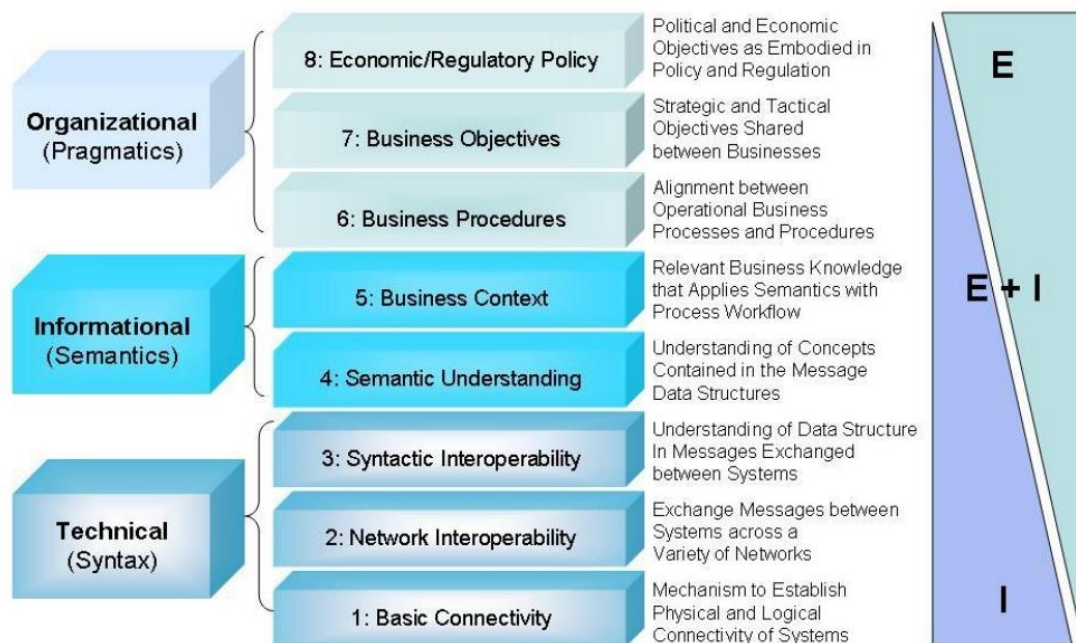 Organizational
(Pragmatics)
8: Economic/Regulatory Policy
Political and Economic
Objectives as Embodied in
Policy and Regulation
7: Business Objectives
Strategic and Tactical
Objectives Shared
between Businesses
6: Business Procedures
Alignment between
Operational Business
Processes and Procedures
Informational
(Semantics)
5: Business Context
Relevant Business Knowledge
that Applies Semantics with
Process Workflow
4: Semantic Understanding
Understanding of Concepts
Contained in the Message
Data Structures
Technical
(Syntax)
3: Syntactic Interoperability
Understanding of Data Structure
In Messages Exchanged
between Systems
2: Network Interoperability
Exchange Messages between
Systems across a
Variety of Networks
1: Basic Connectivity
Mechanism to Establish
Physical and Logical
Connectivity of Systems
E
E + I
I